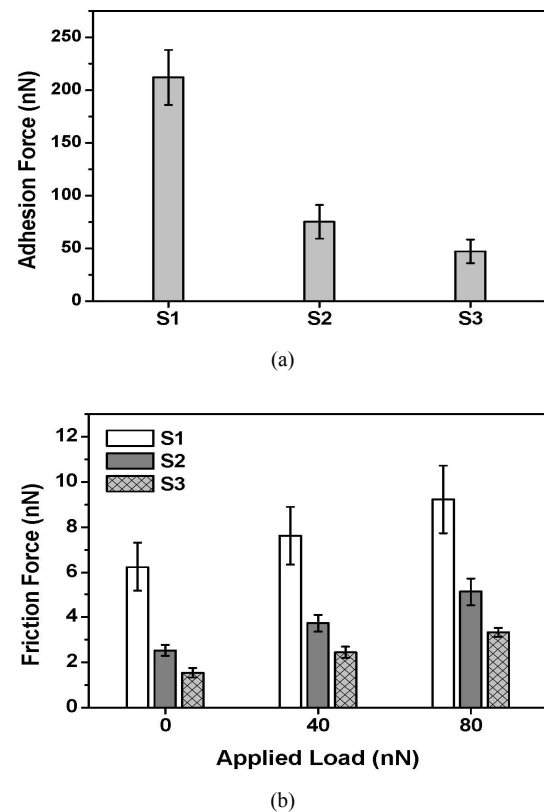 250
200
150
100
50
0
Adhesion Force (nN)
S1 S2 S3
(a)
12
10
8
6
4
2
0
Friction Force (nN)
S1
S2
S3
0 40 80
Applied Load (nN)
(b)